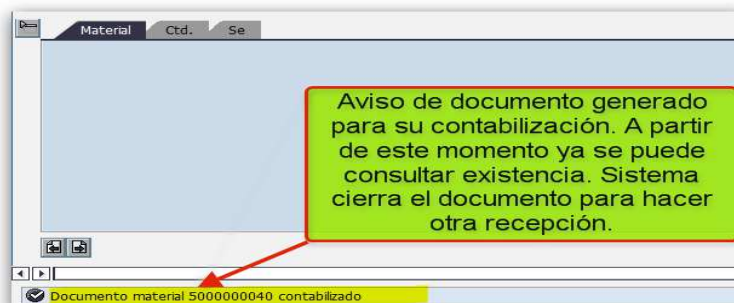 Material Ctd. Se
Aviso de documento generado
para su contabilización. A partir
de este momento ya se puede
consultar existencia. Sistema
cierra el documento para hacer
otra recepción.
Documento material 5000000040 contabilizado